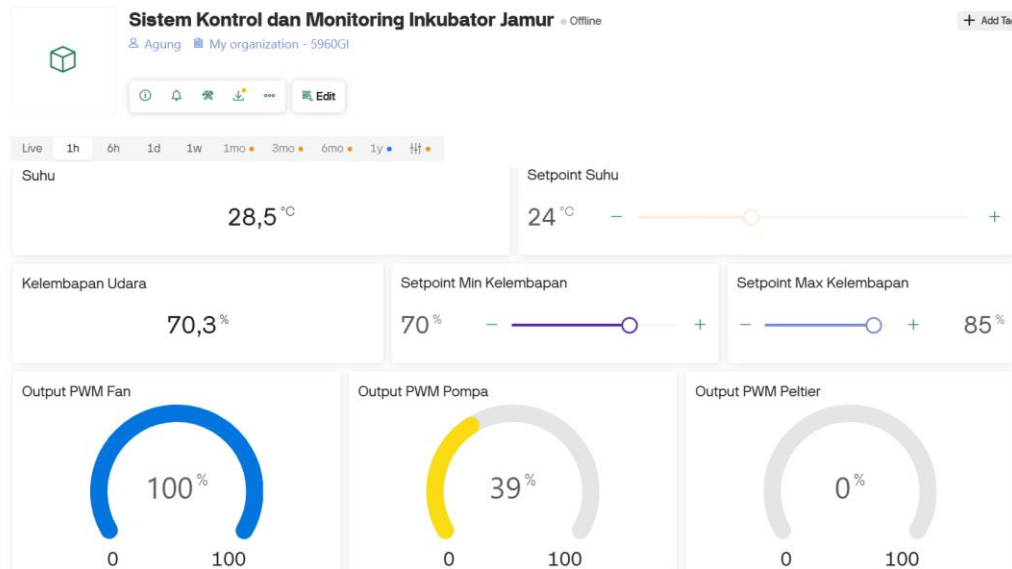 Sistem Kontrol dan Monitoring Inkubator Jamur Offline
+ Add Ta
Agung My organization - 5960GI
Edit
Live 1h 6h 1d 1w 1mo 3mo 6mo 1y
Suhu
28,5 °C
Setpoint Suhu
24 °C − +
Kelembapan Udara
70,3 %
Setpoint Min Kelembapan
70 % − +
Setpoint Max Kelembapan
− + 85 %
Output PWM Fan
100 %
0 100
Output PWM Pompa
39 %
0 100
Output PWM Peltier
0 %
0 100